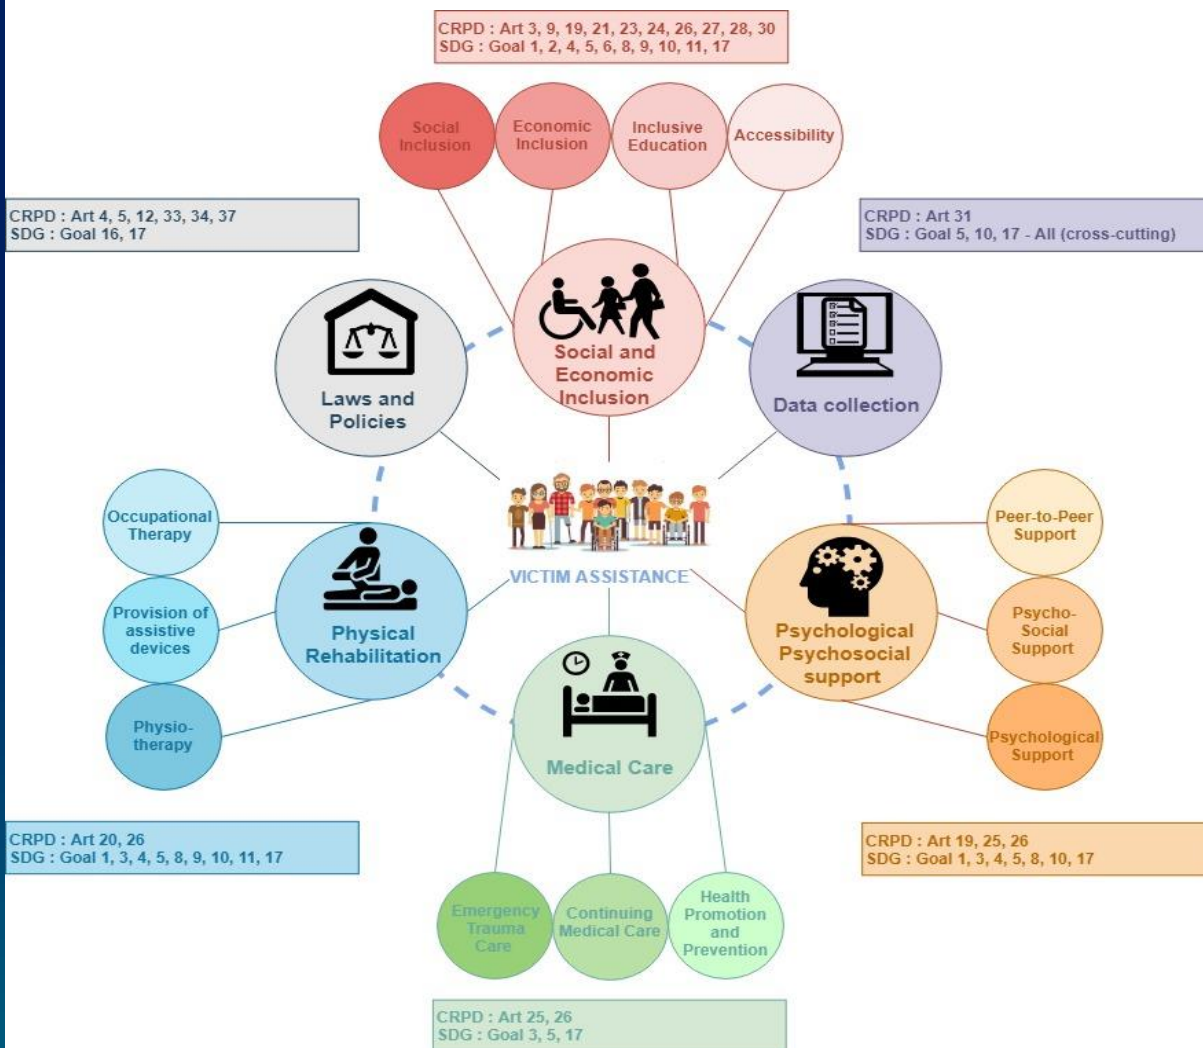 CRPD : Art 3, 9, 19, 21, 23, 24, 26, 27, 28, 30
SDG : Goal 1, 2, 4, 5, 6, 8, 9, 10, 11, 17
Social
Inclusion
Economic
Inclusion
Inclusive
Education
Accessibility
CRPD : Art 4, 5, 12, 33, 34, 37
SDG : Goal 16, 17
CRPD : Art 31
SDG : Goal 5, 10, 17 - All (cross-cutting)
Social and
Economic
Inclusion
Laws and
Policies
Data collection
Occupational
Therapy
Provision of
assistive
devices
Physio-
therapy
Physical
Rehabilitation
VICTIM ASSISTANCE
Psychological
Psychosocial
support
Peer-to-Peer
Support
Psycho-
Social
Support
Psychological
Support
Medical Care
CRPD : Art 20, 26
SDG : Goal 1, 3, 4, 5, 8, 9, 10, 11, 17
CRPD : Art 19, 25, 26
SDG : Goal 1, 3, 4, 5, 8, 10, 17
Emergency
Trauma
Care
Continuing
Medical Care
Health
Promotion
and
Prevention
CRPD : Art 25, 26
SDG : Goal 3, 5, 17